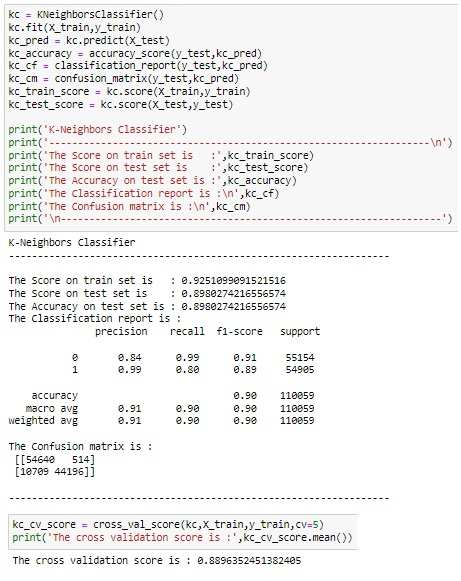 kc = KNeighborsClassifier()
kc.fit(X_train,y_train)
kc_pred = kc.predict(X_test)
kc_accuracy = accuracy_score(y_test,kc_pred)
kc_cf = classification_report(y_test,kc_pred)
kc_cm = confusion_matrix(y_test,kc_pred)
kc_train_score = kc.score(X_train,y_train)
kc_test_score = kc.score(X_test,y_test)
print('K-Neighbors Classifier')
print('----------------------------------------------------------------\n')
print('The Score on train set is   :',kc_train_score)
print('The Score on test set is    :',kc_test_score)
print('The Accuracy on test set is :',kc_accuracy)
print('The Classification report is :\n',kc_cf)
print('The Confusion matrix is :\n',kc_cm)
print('\n----------------------------------------------------------------')
K-Neighbors Classifier
----------------------------------------------------------------
The Score on train set is   : 0.9251099091521516
The Score on test set is    : 0.8980274216556574
The Accuracy on test set is : 0.8980274216556574
The Classification report is :
              precision    recall  f1-score   support
           0       0.84      0.99      0.91     55154
           1       0.99      0.80      0.89     54905
    accuracy                           0.90    110059
   macro avg       0.91      0.90      0.90    110059
weighted avg       0.91      0.90      0.90    110059
The Confusion matrix is :
 [[54640   514]
 [10709 44196]]
----------------------------------------------------------------
kc_cv_score = cross_val_score(kc,X_train,y_train,cv=5)
print('The cross validation score is :',kc_cv_score.mean())
The cross validation score is : 0.8896352451382405